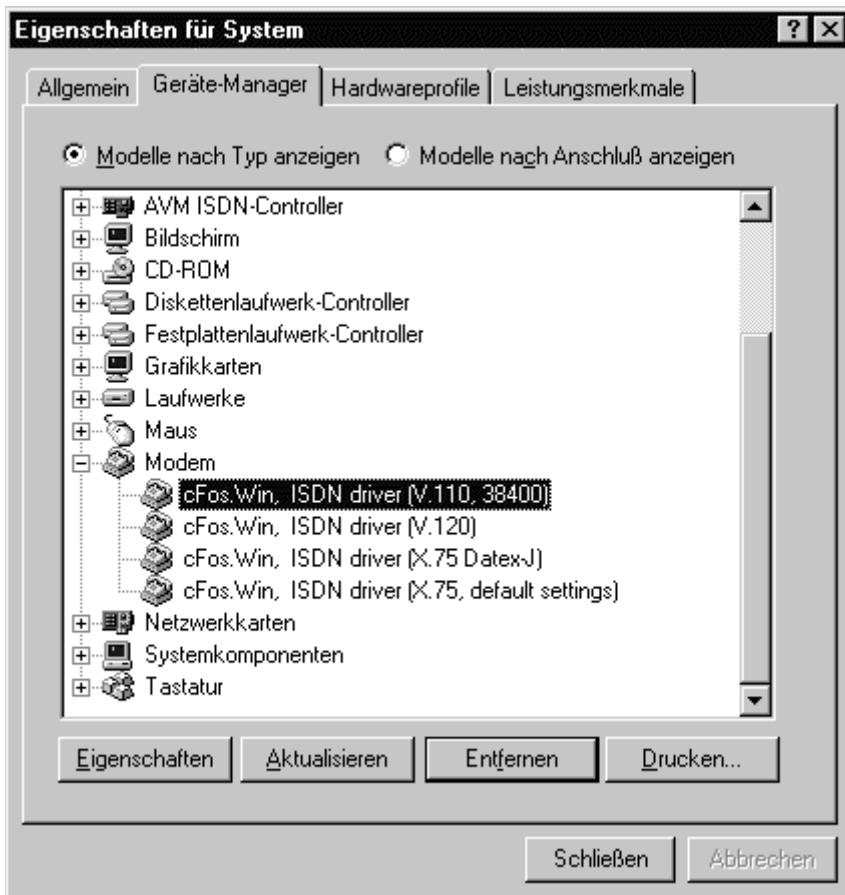 Eigenschaften für System
Allgemein Geräte-Manager Hardwareprofile Leistungsmerkmale
Modelle nach Typ anzeigen Modelle nach Anschluß anzeigen
AVM ISDN-Controller
Bildschirm
CD-ROM
Diskettenlaufwerk-Controller
Festplattenlaufwerk-Controller
Grafikkarten
Laufwerke
Maus
Modem
cFos.Win, ISDN driver (V.110, 38400)
cFos.Win, ISDN driver (V.120)
cFos.Win, ISDN driver (X.75 Datex-J)
cFos.Win, ISDN driver (X.75, default settings)
Netzwerkkarten
Systemkomponenten
Tastatur
Eigenschaften Aktualisieren Entfernen Drucken...
Schließen Abbrechen